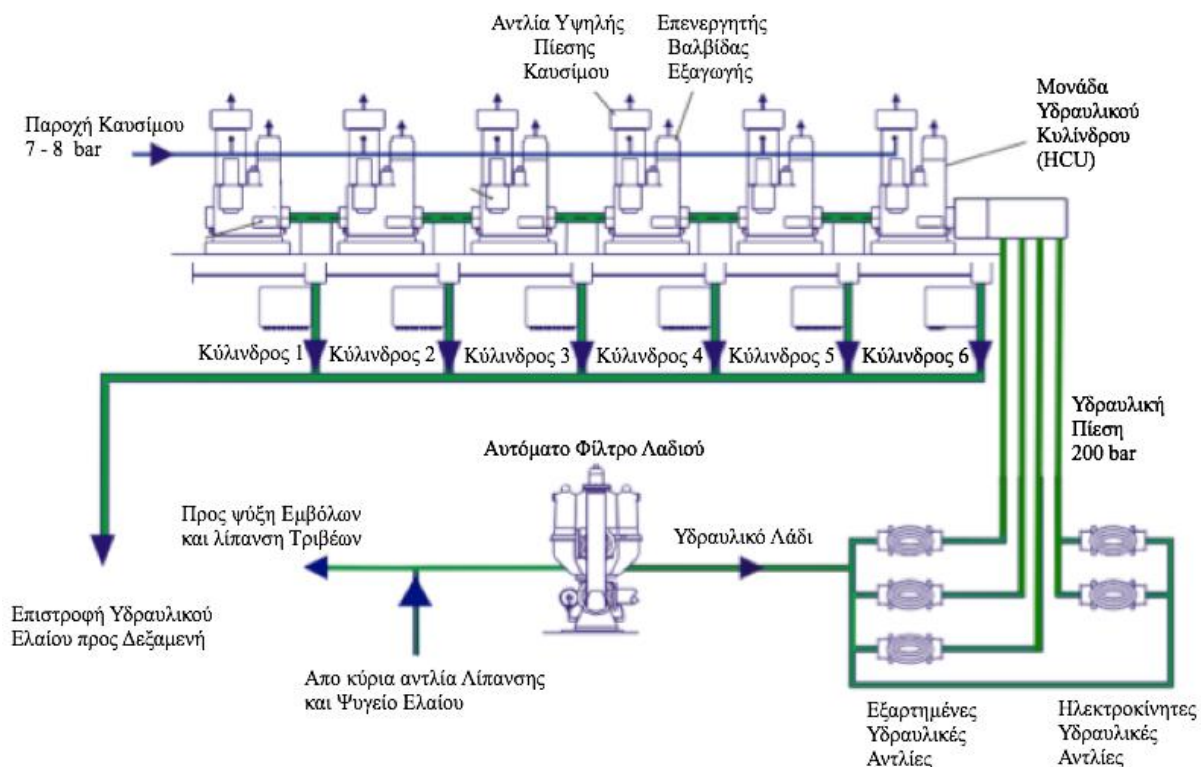 Αντλία Υψηλής
Πίεσης
Καυσίμου
Επενεργητής
Βαλβίδας
Εξαγωγής
Μονάδα
Υδραυλικού
Κυλίνδρου
(HCU)
Παροχή Καυσίμου
7 - 8 bar
Κύλινδρος 1
Κύλινδρος 2
Κύλινδρος 3
Κύλινδρος 4
Κύλινδρος 5
Κύλινδρος 6
Υδραυλική
Πίεση
200 bar
Αυτόματο Φίλτρο Λαδιού
Προς ψύξη Εμβόλων
και λίπανση Τριβέων
Υδραυλικό Λάδι
Επιστροφή Υδραυλικού
Ελαίου προς Δεξαμενή
Απο κύρια αντλία Λίπανσης
και Ψυγείο Ελαίου
Εξαρτημένες
Υδραυλικές
Αντλίες
Ηλεκτροκίνητες
Υδραυλικές
Αντλίες